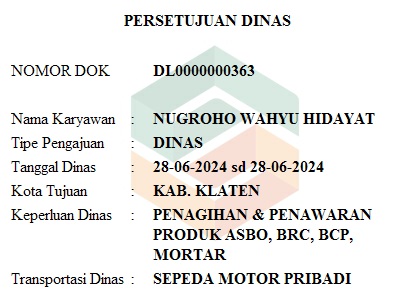 PERSETUJUAN DINAS
NOMOR DOK DL0000000363
Nama Karyawan : NUGROHO WAHYU HIDAYAT
Tipe Pengajuan : DINAS
Tanggal Dinas : 28-06-2024 sd 28-06-2024
Kota Tujuan : KAB. KLATEN
Keperluan Dinas : PENAGIHAN & PENAWARAN
PRODUK ASBO, BRC, BCP,
MORTAR
Transportasi Dinas : SEPEDA MOTOR PRIBADI